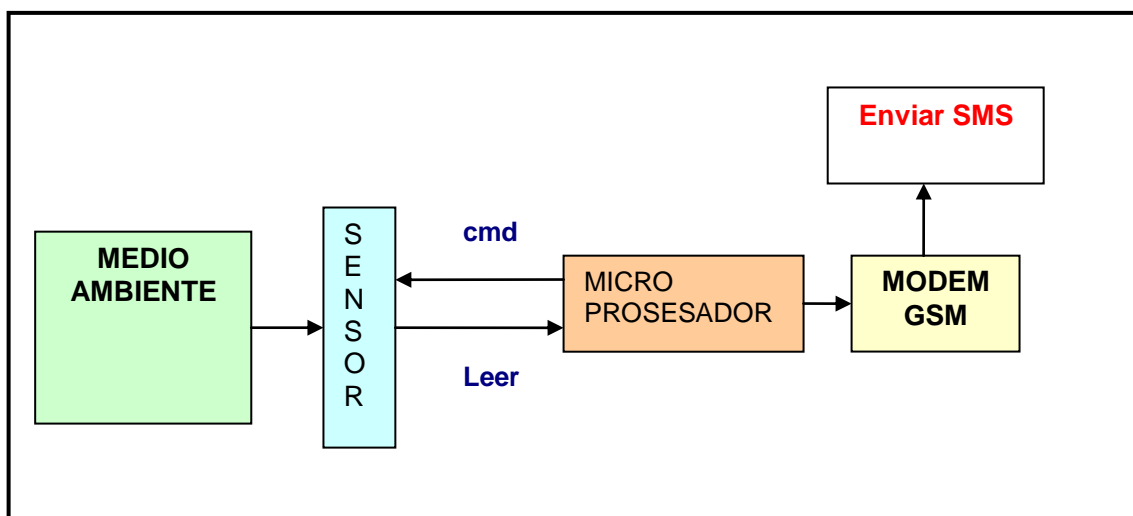 Enviar SMS
MEDIO
AMBIENTE
S
E
N
S
O
R
cmd
Leer
MICRO
PROSESADOR
MODEM
GSM